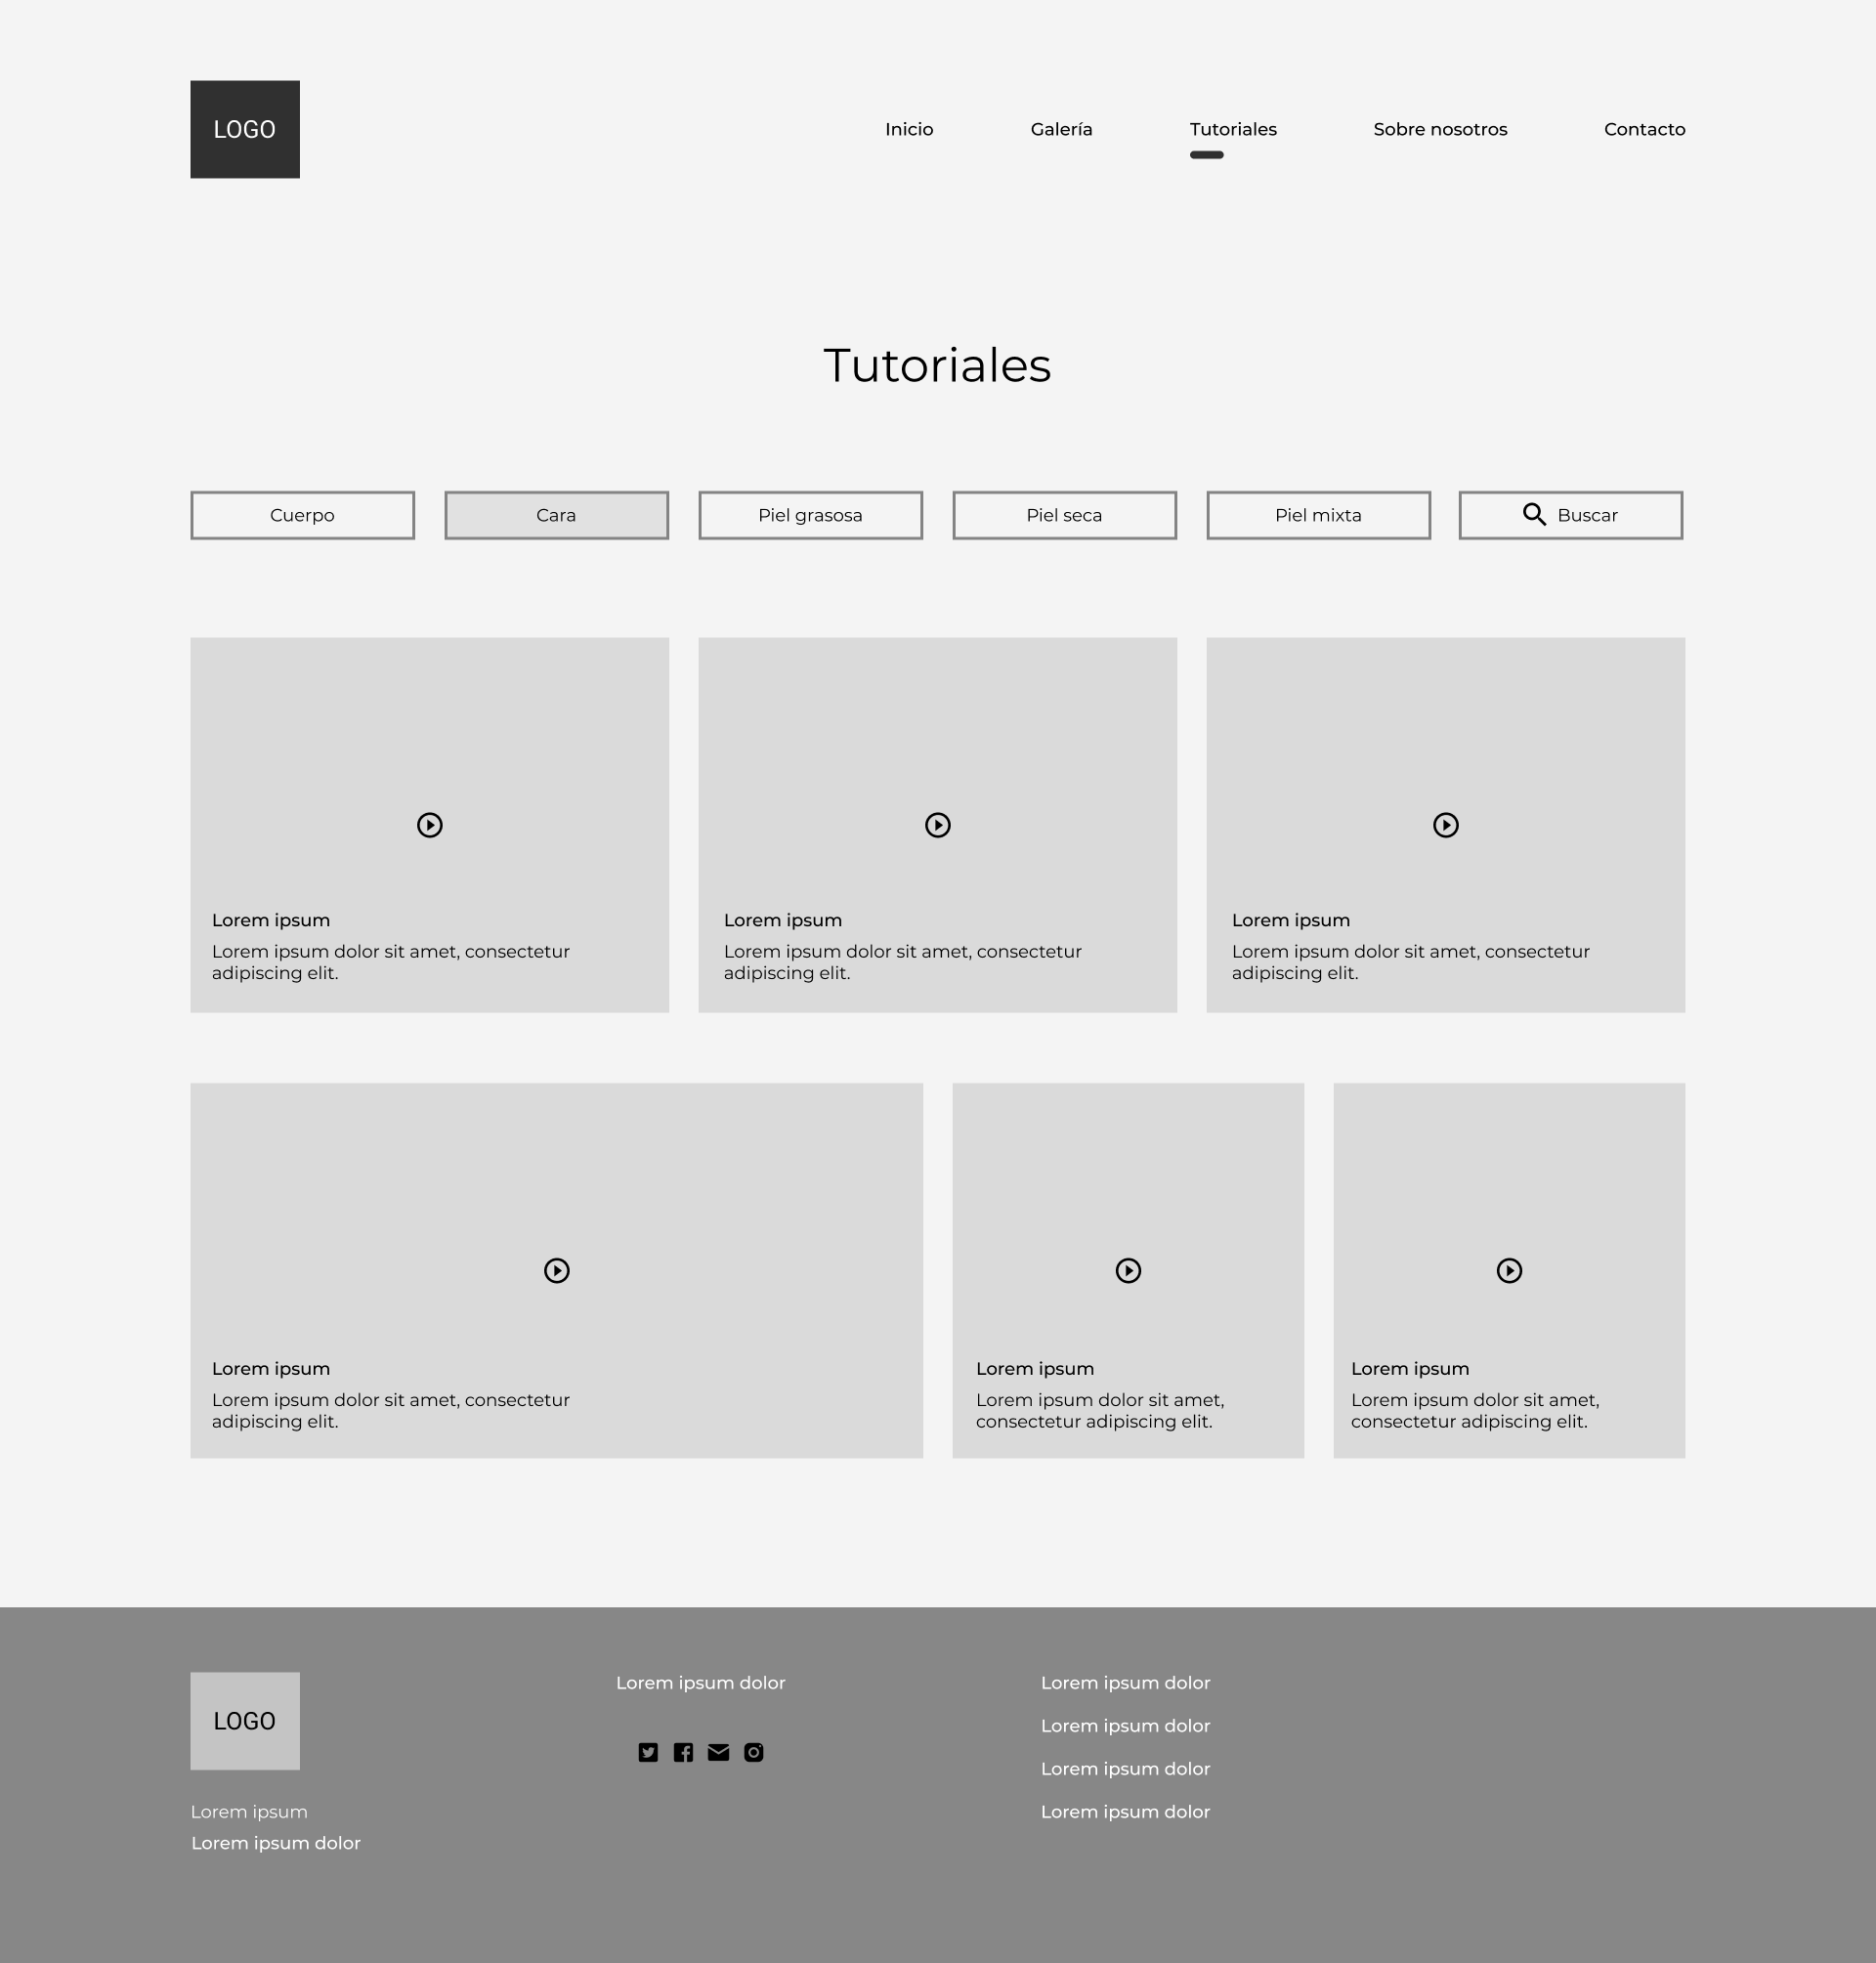 LOGO
Inicio
Galería
Tutoriales
Sobre nosotros
Contacto
Tutoriales
Cuerpo
Cara
Piel grasosa
Piel seca
Piel mixta
Buscar
Lorem ipsum
Lorem ipsum dolor sit amet, consectetur
adipiscing elit.
Lorem ipsum
Lorem ipsum dolor sit amet, consectetur
adipiscing elit.
Lorem ipsum
Lorem ipsum dolor sit amet, consectetur
adipiscing elit.
Lorem ipsum
Lorem ipsum dolor sit amet, consectetur
adipiscing elit.
Lorem ipsum
Lorem ipsum dolor sit amet,
consectetur adipiscing elit.
Lorem ipsum
Lorem ipsum dolor sit amet,
consectetur adipiscing elit.
LOGO
Lorem ipsum
Lorem ipsum dolor
Lorem ipsum dolor
Lorem ipsum dolor
Lorem ipsum dolor
Lorem ipsum dolor
Lorem ipsum dolor